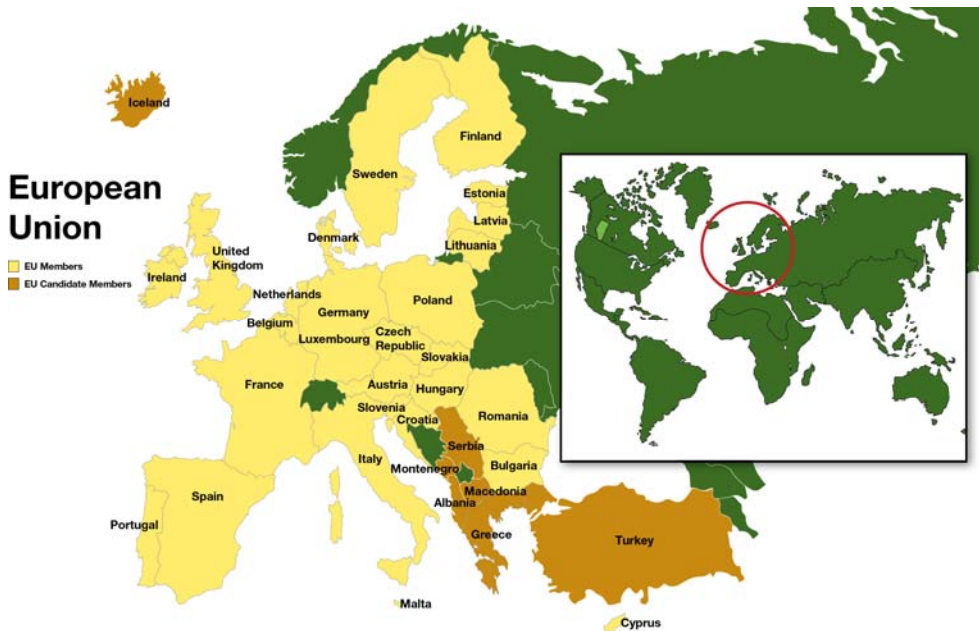 Iceland
Finland
Sweden
European
Union
Estonia
Latvia
Denmark
Lithuania
United
Kingdom
EU Members
Ireland
EU Candidate Members
Netherlands
Poland
Germany
Belgium
Czech
Republic
Luxembourg
Slovakia
France
Austria
Hungary
Slovenia
Romania
Croatia
Serbia
Italy
Bulgaria
Montenegro
Macedonia
Spain
Albania
Portugal
Greece
Turkey
Malta
Cyprus